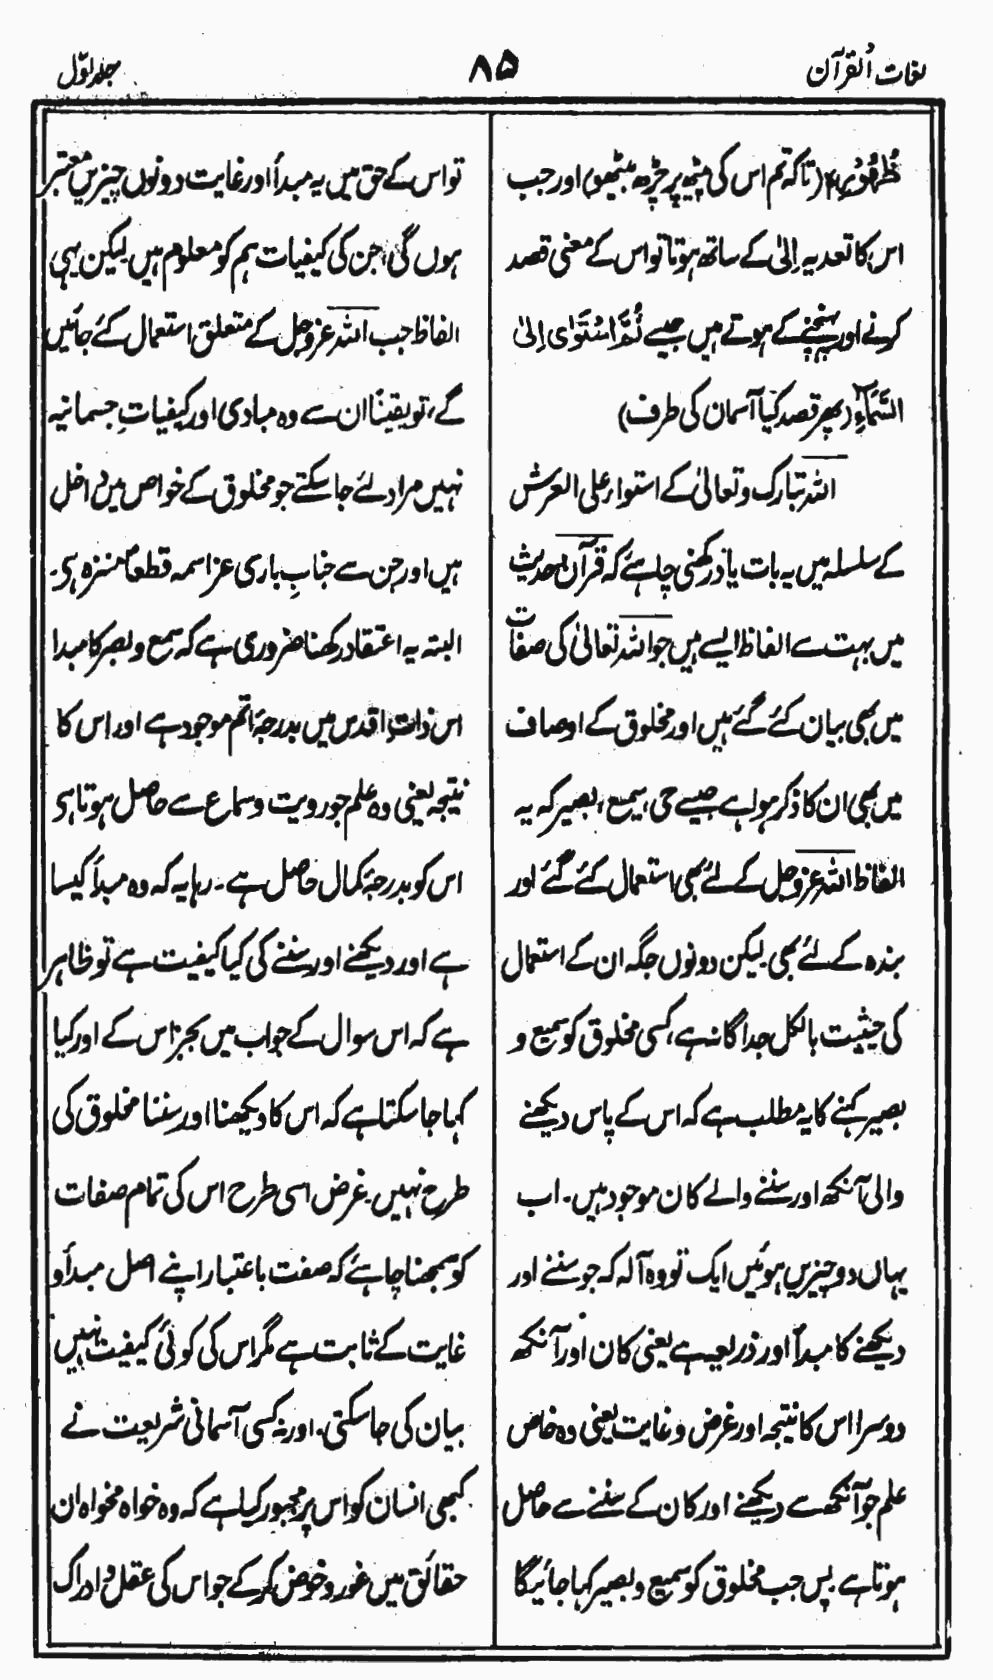 لغات القرآن
۸۵
جلد اوّل
ظُهُوْرِهٖ (تاکہ تم اس کی پیٹھ پر چڑھ بیٹھو) اور جب
اس کا تعدیہ اِلیٰ کے ساتھ ہوتا تو اس کے معنی قصد
کرنے اور پہنچنے کے ہوتے ہیں جیسے ثُمَّ اسْتَوٰی اِلیٰ
السَّمَآءِ (پھر قصد کیا آسمان کی طرف)
اللہ تبارک وتعالیٰ کے استواء علی العرش
کے سلسلہ میں یہ بات یاد رکھنی چاہئے کہ قرآن وحدیث
میں بہت سے الفاظ ایسے ہیں جو اللہ تعالیٰ کی صفات
میں بھی بیان کئے گئے ہیں اور مخلوق کے اوصاف
میں بھی ان کا ذکر ہوا ہے جیسے حی، سمیع، بصیر کہ یہ
الفاظ اللہ عزوجل کے لئے بھی استعمال کئے گئے اور
بندہ کے لئے بھی۔ لیکن دونوں جگہ ان کے استعمال
کی حیثیت بالکل جداگانہ ہے، کسی مخلوق کو سمیع و
بصیر کہنے کا یہ مطلب ہے کہ اس کے پاس دیکھنے
والی آنکھ اور سننے والے کان موجود ہیں۔ اب
یہاں دو چیزیں ہوئیں ایک تو وہ آلہ کہ جو سننے اور
دیکھنے کا مبدأ اور ذریعہ ہے یعنی کان اور آنکھ
دوسرا اس کا نتیجہ اور غرض و غایت یعنی وہ خاص
علم جو آنکھ سے دیکھنے اور کان کے سننے سے حاصل
ہوتا ہے۔ پس جب مخلوق کو سمیع و بصیر کہا جائیگا
تو اس کے حق میں یہ مبدأ اور غایت دونوں چیزیں معتبر
ہوں گی، جن کی کیفیات ہم کو معلوم ہیں۔ لیکن یہی
الفاظ جب اللہ عزوجل کے متعلق استعمال کئے جائیں
گے، تو یقیناً ان سے وہ مبادی اور کیفیاتِ جسمانیہ
نہیں مراد لئے جا سکتے جو مخلوق کے خواص میں داخل
ہیں اور جن سے جنابِ باری عز اسمہ قطعاً منزہ ہی۔
البتہ یہ اعتقاد رکھنا ضروری ہے کہ سمع و بصر کا مبدا
اس ذاتِ اقدس میں بدرجۂ اتم موجود ہے اور اس کا
نتیجہ یعنی وہ علم جو رویت و سماع سے حاصل ہوتا ہی
اس کو بدرجۂ کمال حاصل ہے۔ رہا یہ کہ وہ مبدأ کیسا
ہے اور دیکھنے اور سننے کی کیا کیفیت ہے تو ظاہر
ہے کہ اس سوال کے جواب میں بجز اس کے اور کیا
کہا جا سکتا ہے کہ اس کا دیکھنا اور سننا مخلوق کی
طرح نہیں۔ غرض اسی طرح اس کی تمام صفات
کو سمجھنا چاہئے کہ صفت باعتبار اپنے اصل مبدأ و
غایت کے ثابت ہے مگر اس کی کوئی کیفیت نہیں
بیان کی جا سکتی۔ اور نہ کسی آسمانی شریعت نے
کبھی انسان کو اس پر مجبور کیا ہے کہ وہ خواہ مخواہ ان
حقائق میں غور و خوض کر کے جو اس کی عقل و ادراک